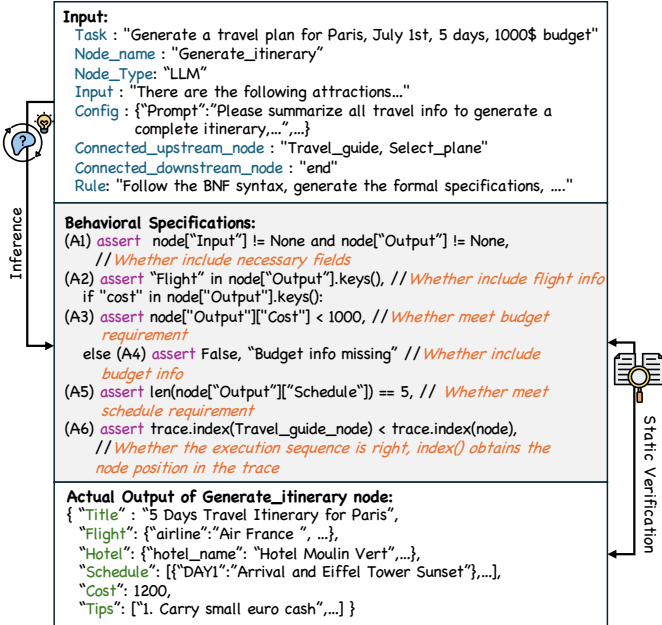 Input:
Task : "Generate a travel plan for Paris, July 1st, 5 days, 1000$ budget"
Node_name : "Generate_itinerary”
Node_Type: “LLM”
Input : "There are the following attractions..."
Config : {“Prompt”:”Please summarize all travel info to generate a
complete itinerary,...”,...}
Connected_upstream_node : "Travel_guide, Select_plane"
Connected_downstream_node : "end"
Rule: "Follow the BNF syntax, generate the formal specifications, ...."
Inference
Behavioral Specifications:
(A1) assert node[“Input”] != None and node[“Output”] != None,
// Whether include necessary fields
(A2) assert “Flight” in node[“Output”].keys(), // Whether include flight info
if "cost" in node["Output"].keys():
(A3) assert node["Output"]["Cost"] < 1000, // Whether meet budget
requirement
else (A4) assert False, “Budget info missing” // Whether include
budget info
(A5) assert len(node[“Output”][”Schedule“]) == 5, // Whether meet
schedule requirement
(A6) assert trace.index(Travel_guide_node) < trace.index(node),
// Whether the execution sequence is right, index() obtains the
node position in the trace
Static Verification
Actual Output of Generate_itinerary node:
{ “Title” : “5 Days Travel Itinerary for Paris”,
“Flight”: {“airline”:”Air France ”, ...},
“Hotel”: {“hotel_name”: “Hotel Moulin Vert”,...},
“Schedule”: [{“DAY1”:”Arrival and Eiffel Tower Sunset”},...],
“Cost”: 1200,
“Tips”: [“1. Carry small euro cash”,...] }